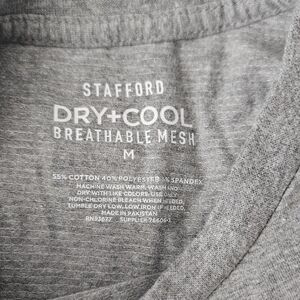 STAFFORD
DRY+COOL
BREATHABLE MESH
M
55% COTTON 40% POLYESTER 5% SPANDEX
MACHINE WASH WARM, WASH AND
DRY WITH LIKE COLORS. USE ONLY
NON-CHLORINE BLEACH WHEN NEEDED.
TUMBLE DRY LOW. LOW IRON IF NEEDED.
MADE IN PAKISTAN
SUPPLIER